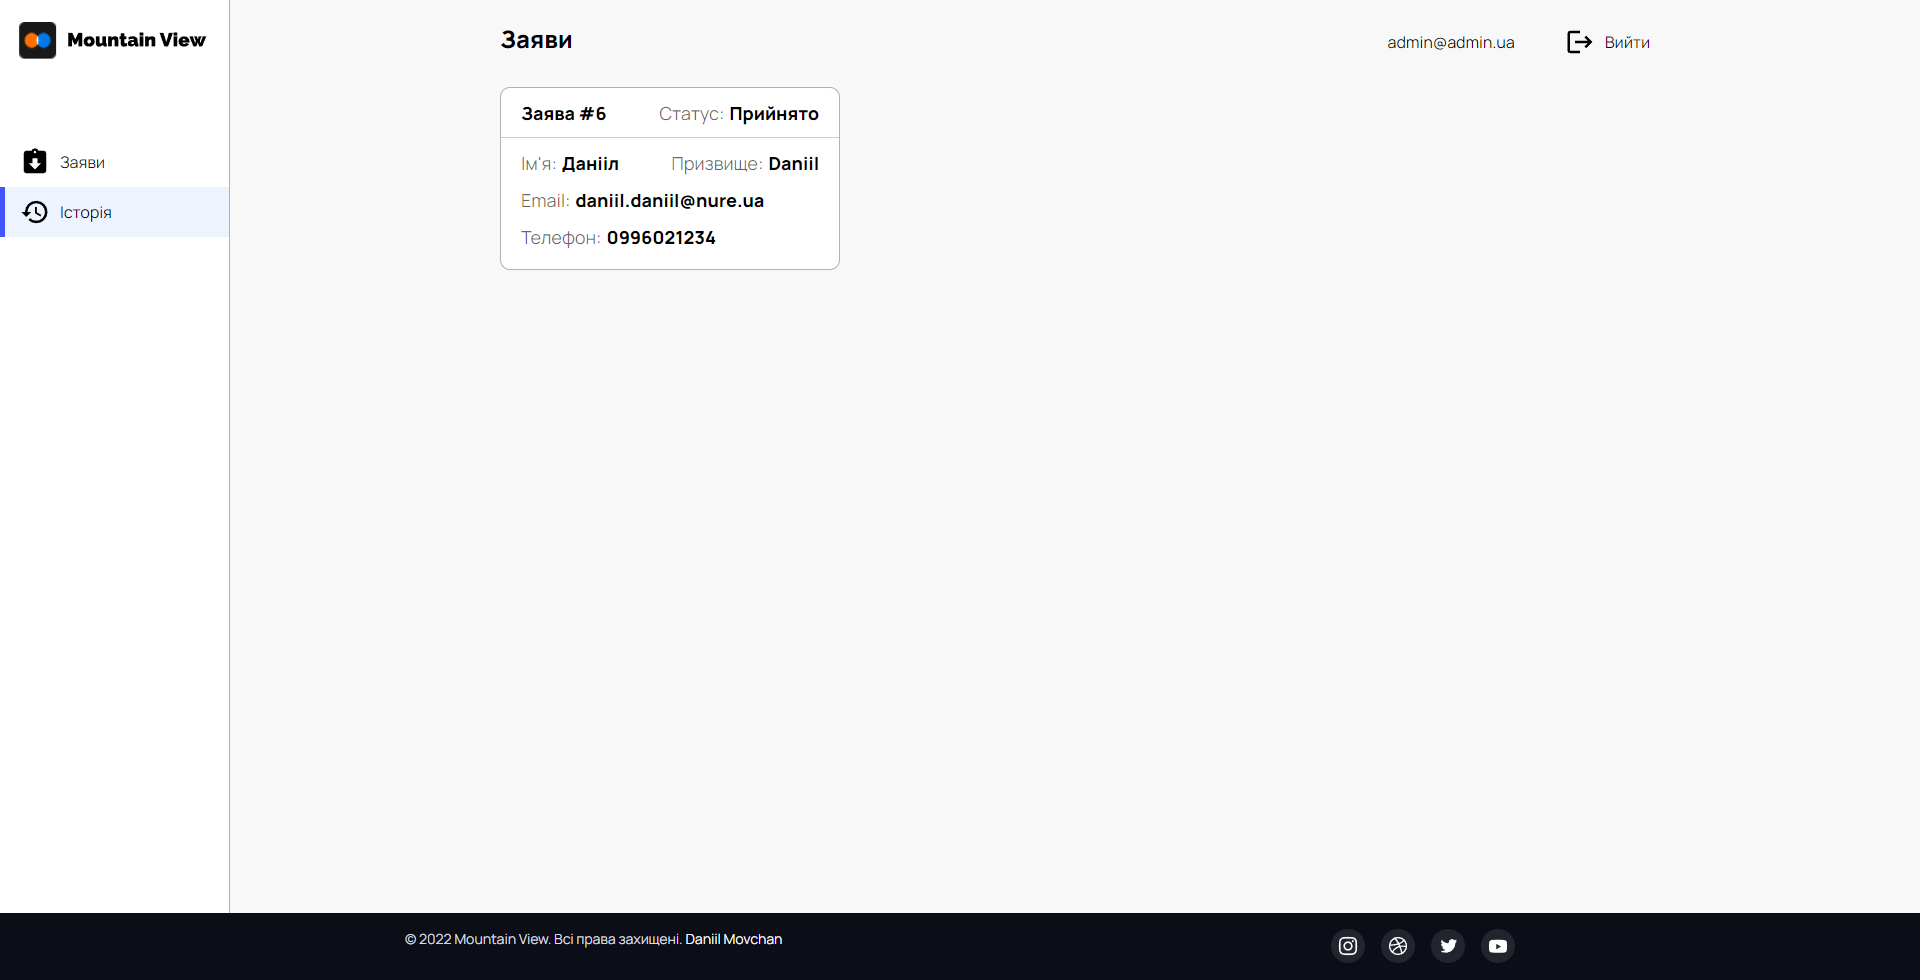 Mountain View
Заяви
Історія
Заяви
admin@admin.ua
Вийти
Заява #6 Статус: Прийнято
Ім'я: Данііл Призвище: Daniil
Email: daniil.daniil@nure.ua
Телефон: 0996021234
© 2022 Mountain View. Всі права захищені. Daniil Movchan